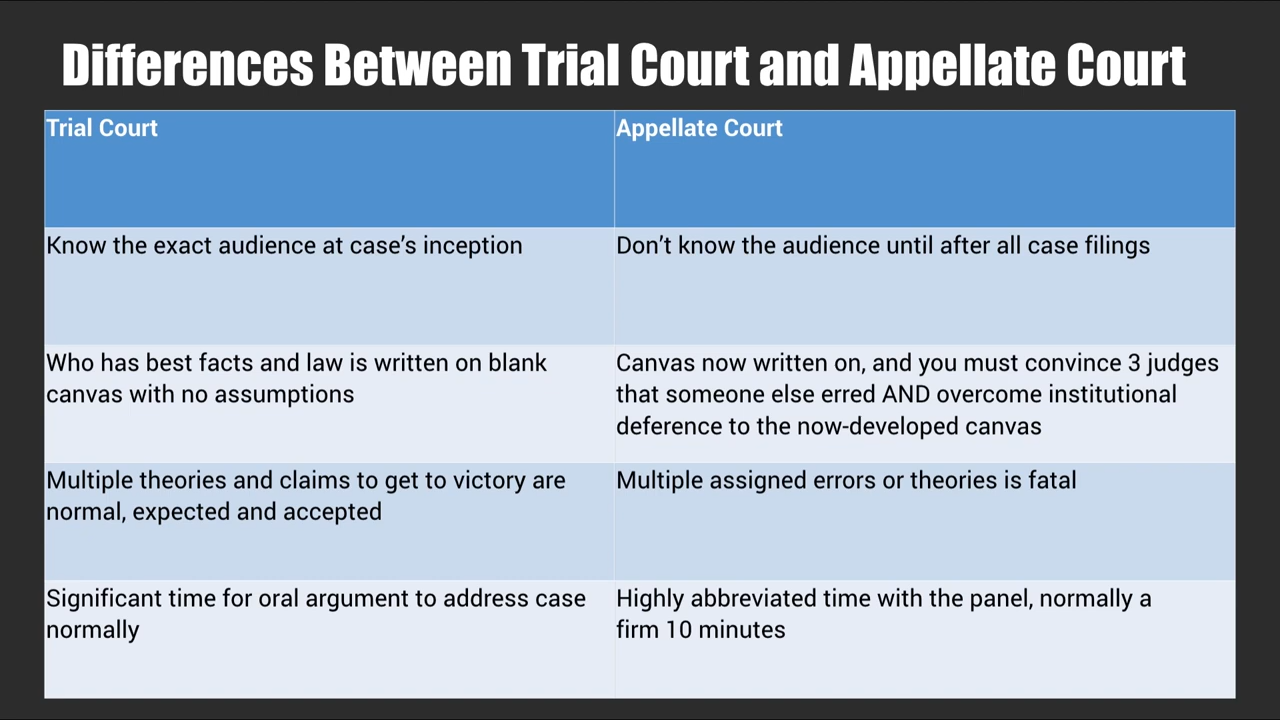 Differences Between Trial Court and Appellate Court
Trial Court
Appellate Court
Know the exact audience at case’s inception
Don’t know the audience until after all case filings
Who has best facts and law is written on blank
canvas with no assumptions
Canvas now written on, and you must convince 3 judges
that someone else erred AND overcome institutional
deference to the now-developed canvas
Multiple theories and claims to get to victory are
normal, expected and accepted
Multiple assigned errors or theories is fatal
Significant time for oral argument to address case
normally
Highly abbreviated time with the panel, normally a
firm 10 minutes